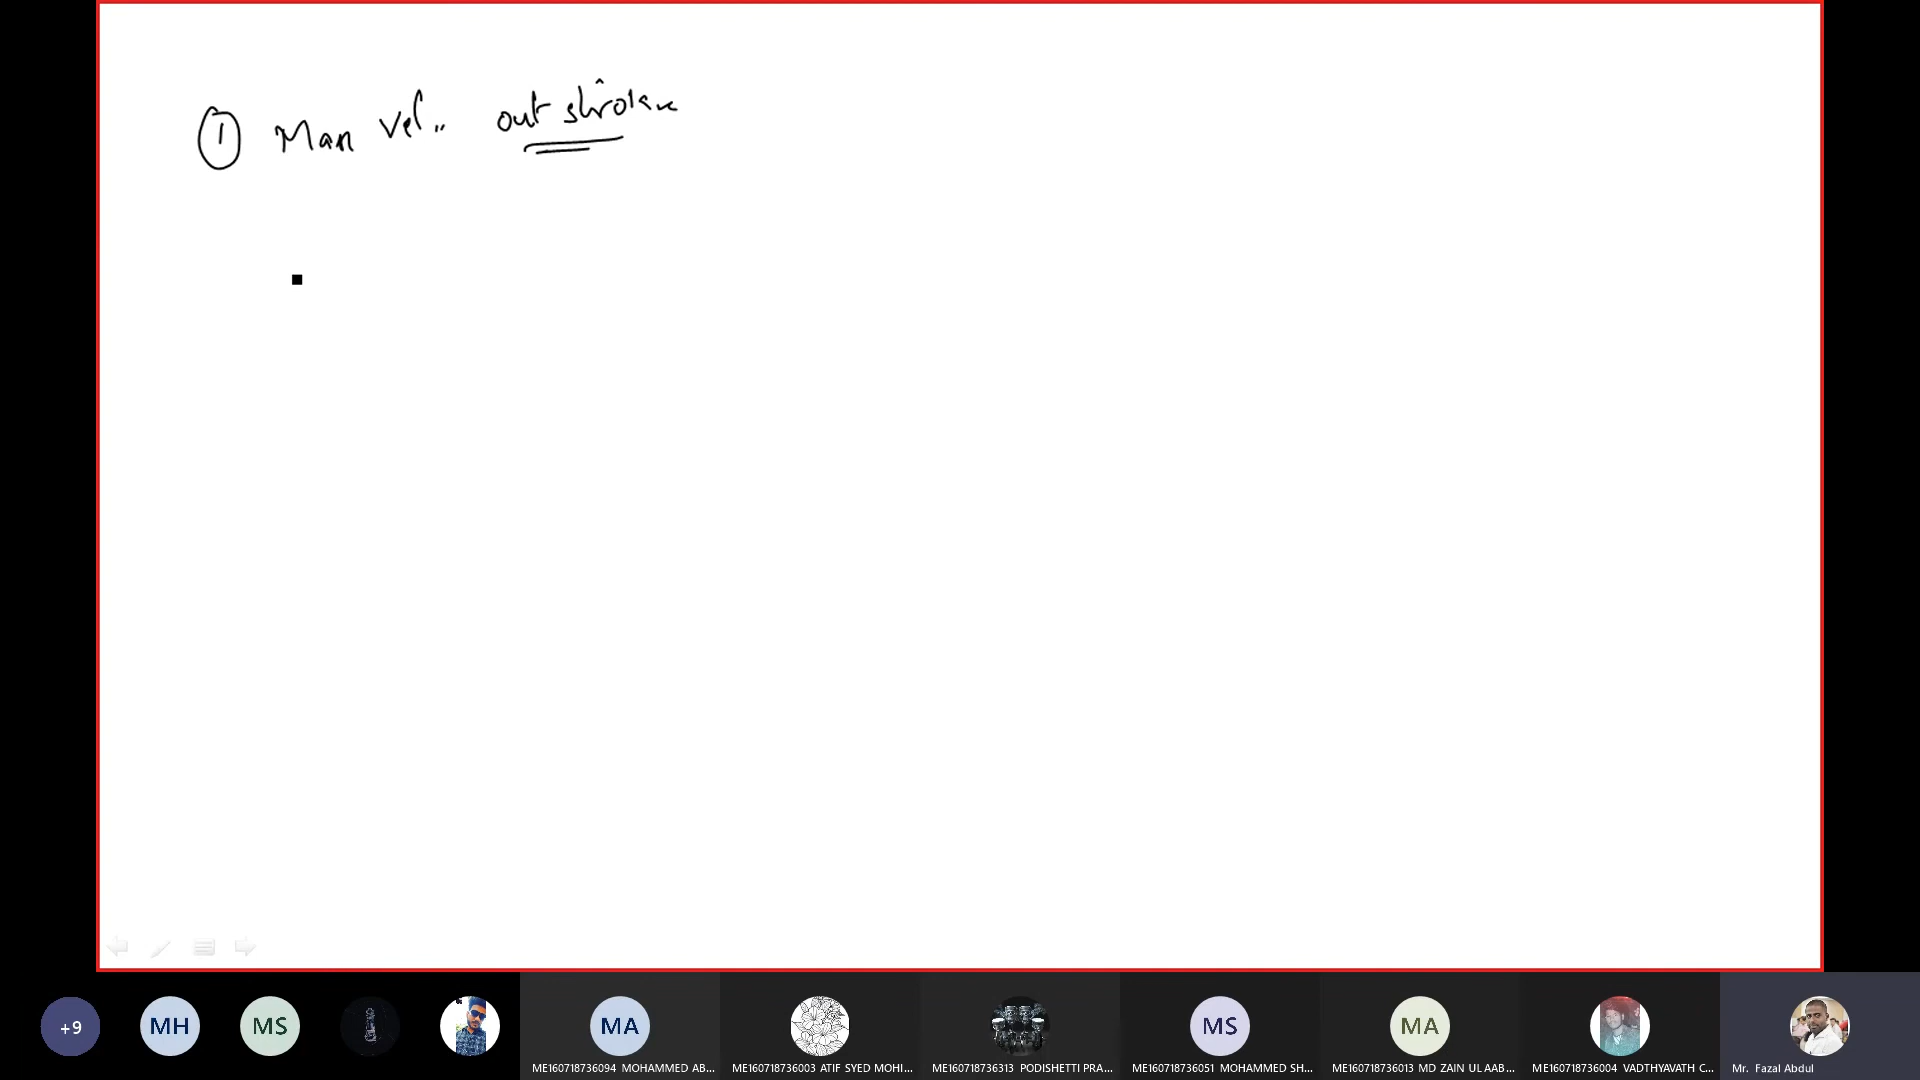 ① Max Vel.. out stroke
+9 MH MS MA MS MA
ME160718736094 MOHAMMED AB... ME160718736003 ATIF SYED MOHI... ME160718736313 PODISHETTI PRA... ME160718736051 MOHAMMED SH... ME160718736013 MD ZAIN UL AAB... ME160718736004 VADTHYAVATH C... Mr. Fazal Abdul